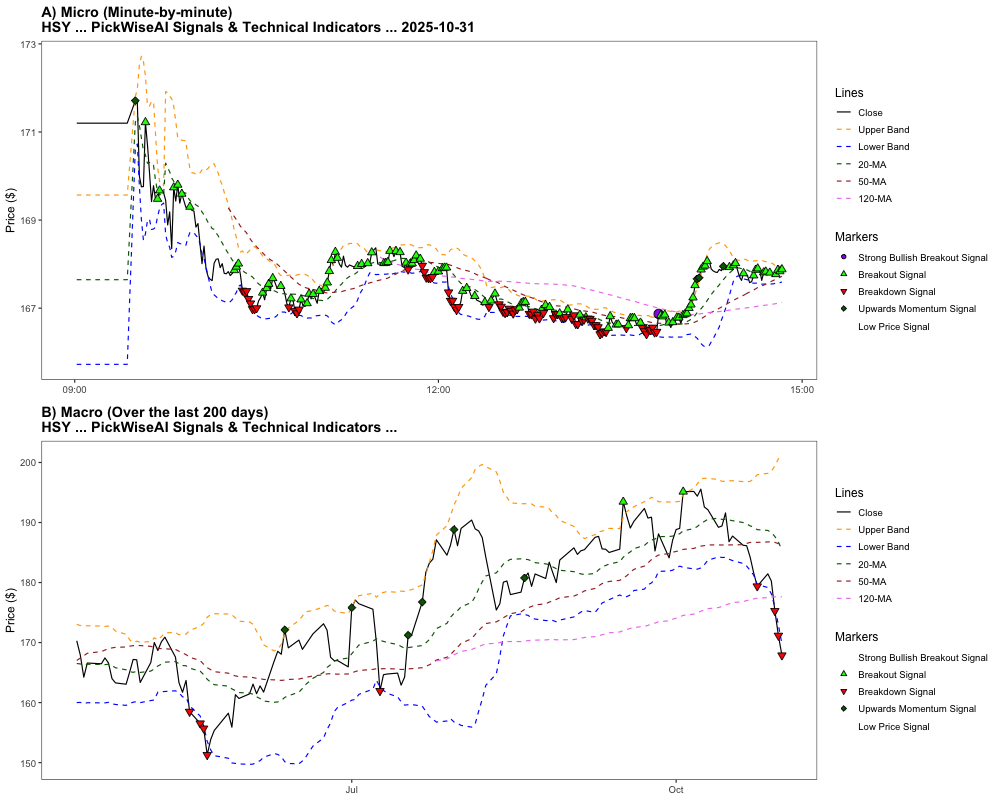 A) Micro (Minute-by-minute)
HSY ... PickWiseAI Signals & Technical Indicators ... 2025-10-31
173
171
169
167
Price ($)
09:00
12:00
15:00
Lines
Close
Upper Band
Lower Band
20-MA
50-MA
120-MA
Markers
Strong Bullish Breakout Signal
Breakout Signal
Breakdown Signal
Upwards Momentum Signal
Low Price Signal
B) Macro (Over the last 200 days)
HSY ... PickWiseAI Signals & Technical Indicators ...
200
190
180
170
160
150
Price ($)
Jul
Oct
Lines
Close
Upper Band
Lower Band
20-MA
50-MA
120-MA
Markers
Strong Bullish Breakout Signal
Breakout Signal
Breakdown Signal
Upwards Momentum Signal
Low Price Signal